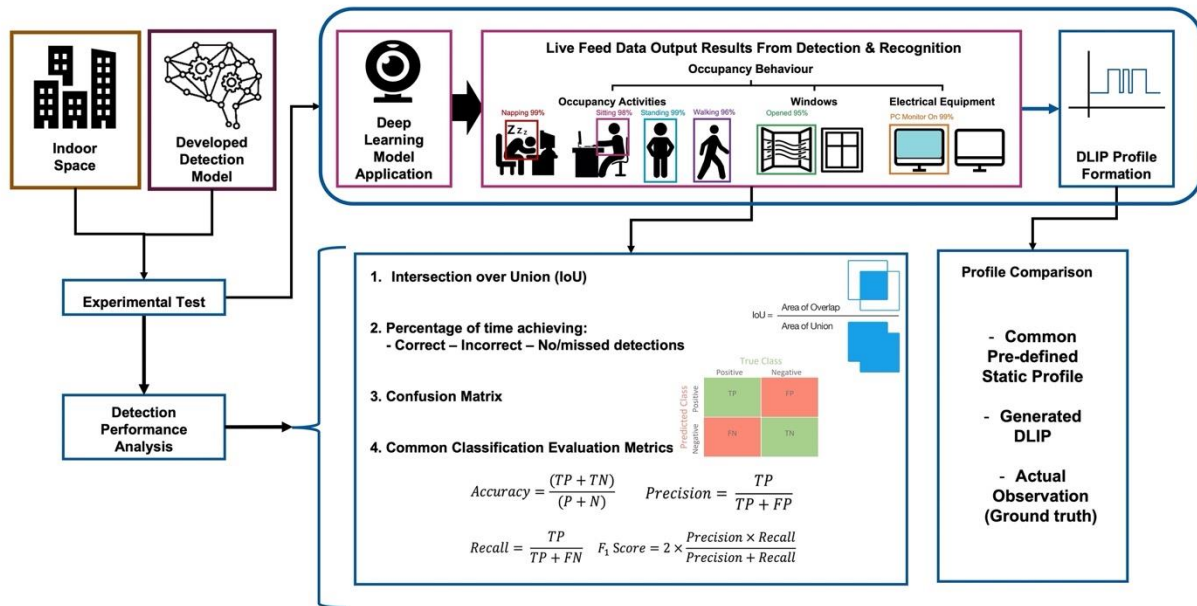 Indoor
Space
Developed
Detection
Model
Experimental Test
Detection
Performance
Analysis
Deep
Learning
Model
Application
Live Feed Data Output Results From Detection & Recognition
Occupancy Behaviour
Occupancy Activities
Windows
Electrical Equipment
Napping 99%
Sitting 98%
Standing 99%
Walking 96%
Opened 95%
PC Monitor On 99%
Z Z Z
DLIP Profile
Formation
1. Intersection over Union (IoU)
IoU = Area of Overlap
Area of Union
2. Percentage of time achieving:
- Correct – Incorrect – No/missed detections
3. Confusion Matrix
True Class
Positive Negative
Predicted Class
Positive
Negative
TP FP
FN TN
4. Common Classification Evaluation Metrics
Accuracy = (TP + TN) / (P + N)
Precision = TP / TP + FP
Recall = TP / TP + FN
F₁ Score = 2 × Precision × Recall / Precision + Recall
Profile Comparison
- Common
Pre-defined
Static Profile
- Generated
DLIP
- Actual
Observation
(Ground truth)